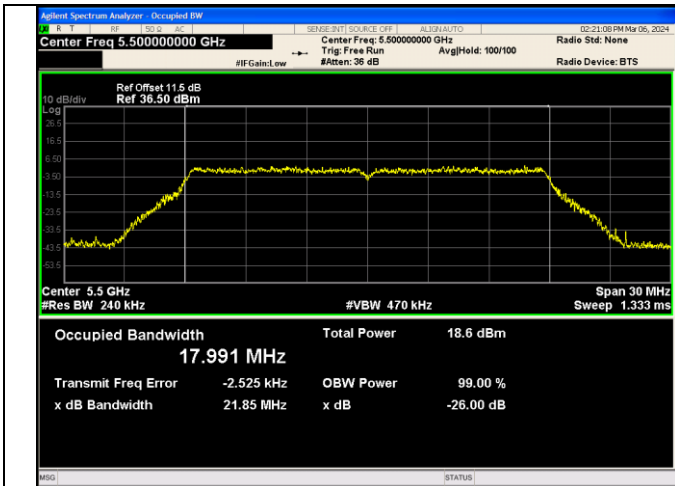 Agilent Spectrum Analyzer - Occupied BW
R T RF 50 Ω AC SENSE:INT SOURCE OFF ALIGN AUTO 02:21:08 PM Mar 06, 2024
Center Freq 5.500000000 GHz Center Freq: 5.500000000 GHz Radio Std: None
Trig: Free Run Avg|Hold: 100/100
#IFGain:Low #Atten: 36 dB Radio Device: BTS
Ref Offset 11.5 dB
10 dB/div Ref 36.50 dBm
Log
26.5
16.5
6.50
-3.50
-13.5
-23.5
-33.5
-43.5
-53.5
Center 5.5 GHz Span 30 MHz
#Res BW 240 kHz #VBW 470 kHz Sweep 1.333 ms
Occupied Bandwidth Total Power 18.6 dBm
17.991 MHz
Transmit Freq Error -2.525 kHz OBW Power 99.00 %
x dB Bandwidth 21.85 MHz x dB -26.00 dB
MSG STATUS